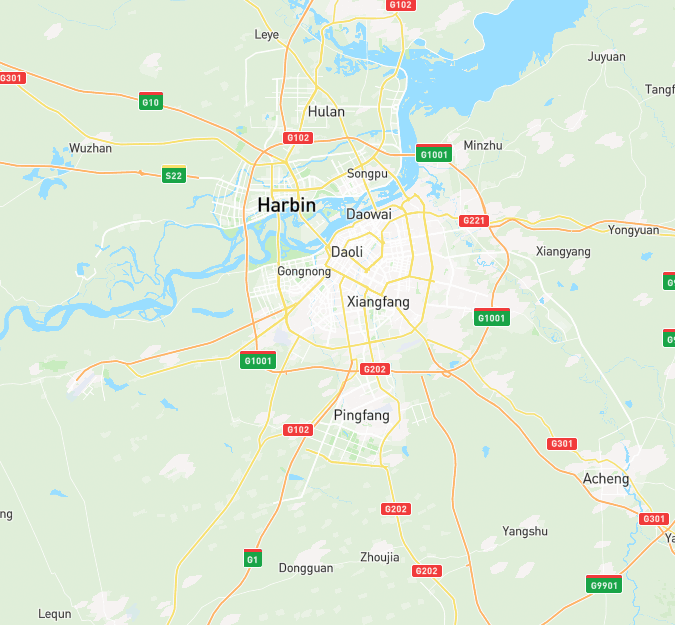 G102
Leye
Juyuan
G301
Tangf
G10
Hulan
G102
Wuzhan
Minzhu
G1001
Songpu
S22
Harbin
Daowai
G221
Yongyuan
Daoli
Xiangyang
Gongnong
Xiangfang
G1001
G1001
G202
Pingfang
G102
G301
Acheng
ng
G202
G301
Yangshu
Ya
G1
Zhoujia
Dongguan
G202
G9901
Lequn